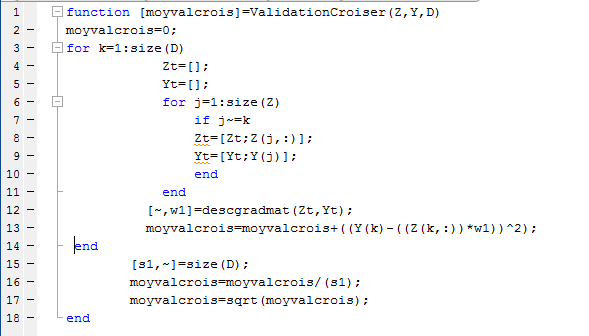 1 function [moyvalcrois]=ValidationCroiser(Z,Y,D)
2 - moyvalcrois=0;
3 - for k=1:size(D)
4 - Zt=[];
5 - Yt=[];
6 - for j=1:size(Z)
7 - if j~=k
8 - Zt=[Zt;Z(j,:)];
9 - Yt=[Yt;Y(j)];
10 - end
11 - end
12 - [~,w1]=descgradmat(Zt,Yt);
13 - moyvalcrois=moyvalcrois+((Y(k)-((Z(k,:))*w1))^2);
14 - end
15 - [s1,~]=size(D);
16 - moyvalcrois=moyvalcrois/(s1);
17 - moyvalcrois=sqrt(moyvalcrois);
18 - end